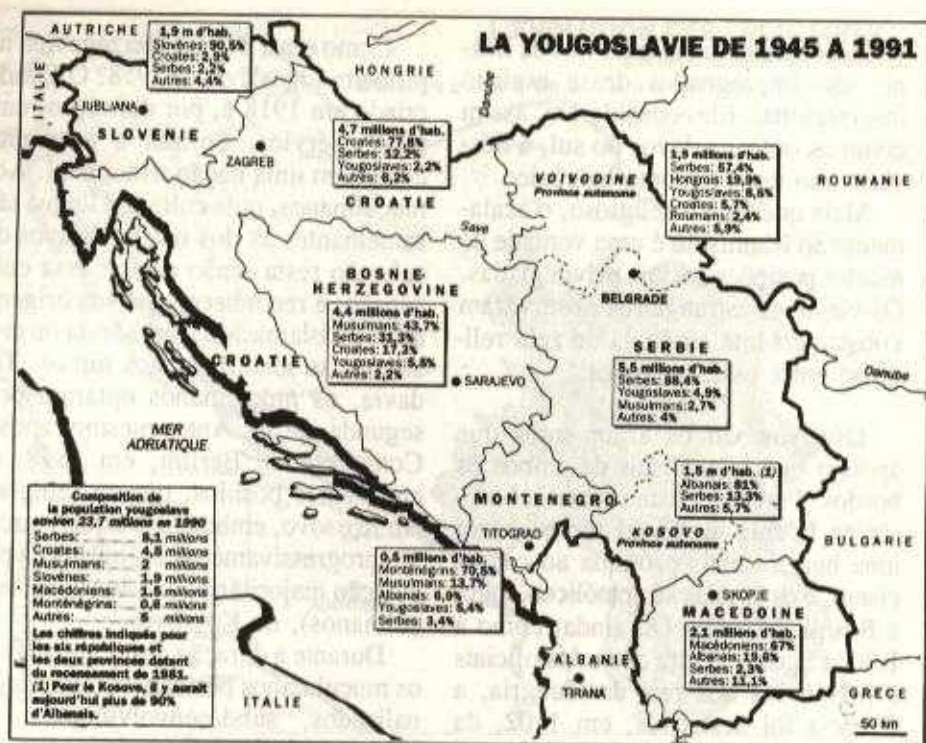 LA YOUGOSLAVIE DE 1945 A 1991
AUTRICHE
ITALIE
1,9 m d'hab.
Slovènes: 90,5%
Croates: 2,9%
Serbes: 2,2%
Autres: 4,4%
LJUBLJANA
SLOVENIE
HONGRIE
ZAGREB
4,7 millions d'hab.
Croates: 77,8%
Serbes: 12,2%
Yougoslaves: 2,2%
Autres: 8,2%
CROATIE
VOIVODINE
Province autonome
1,9 millions d'hab.
Serbes: 57,4%
Hongrois: 19,9%
Yougoslaves: 8,6%
Croates: 5,7%
Roumans: 2,4%
Autres: 5,9%
ROUMANIE
Save
BOSNIE
HERZEGOVINE
4,4 millions d'hab.
Musulmans: 43,7%
Serbes: 31,3%
Croates: 17,3%
Yougoslaves: 5,5%
Autres: 2,2%
SARAJEVO
BELGRADE
SERBIE
5,5 millions d'hab.
Serbes: 88,4%
Yougoslaves: 4,9%
Musulmans: 2,7%
Autres: 4%
Danube
CROATIE
MER
ADRIATIQUE
1,5 m d'hab. (1)
Albanais: 81%
Serbes: 13,3%
Autres: 5,7%
KOSOVO
Province autonome
MONTENEGRO
TITOGRAD
0,5 millions d'hab.
Monténégrins: 70,5%
Musulmans: 13,7%
Albanais: 6,9%
Yougoslaves: 5,4%
Serbes: 3,4%
BULGARIE
SKOPJE
MACEDOINE
2,1 millions d'hab.
Macédoniens: 67%
Albanais: 19,8%
Serbes: 2,3%
Autres: 11,1%
ALBANIE
TIRANA
GRECE
ITALIE
50 km
Composition de
la population yougoslave
environ 23,7 millions en 1990
Serbes: 8,1 millions
Croates: 4,5 millions
Musulmans: 2 millions
Slovènes: 1,9 millions
Macédoniens: 1,5 millions
Monténégrins: 0,6 millions
Autres: 5 millions
Les chiffres indiqués pour
les six républiques et
les deux provinces datent
du recensement de 1981.
(1) Pour le Kosovo, il y aurait
aujourd'hui plus de 90%
d'Albanais.